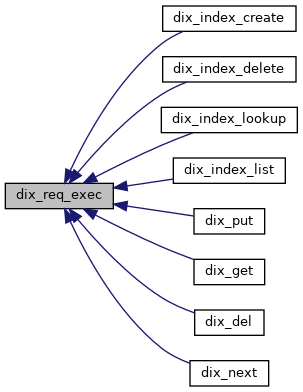 dix_index_create
dix_index_delete
dix_index_lookup
dix_index_list
dix_req_exec
dix_put
dix_get
dix_del
dix_next